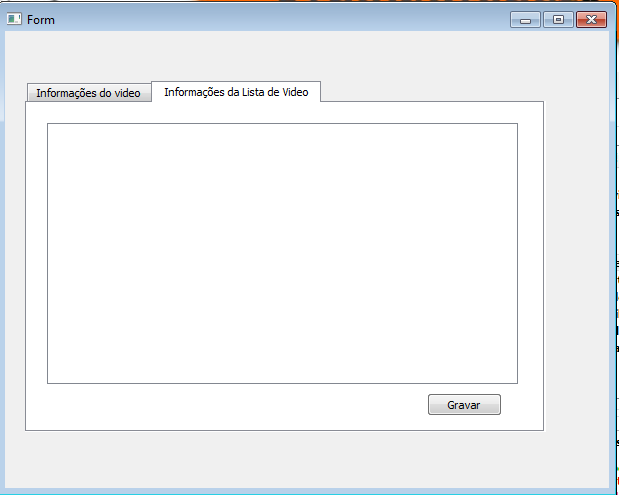 Form
Informações do video
Informações da Lista de Video
Gravar